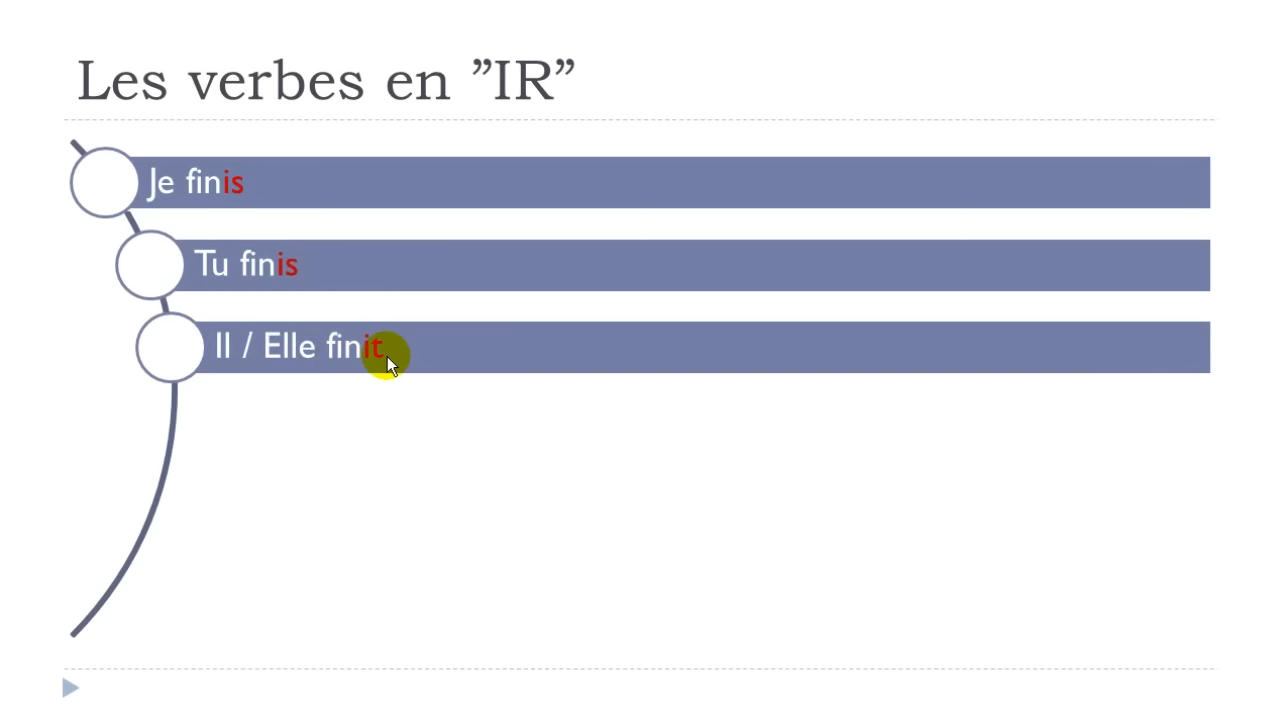 Les verbes en ”IR”
Je finis
Tu finis
Il / Elle finit